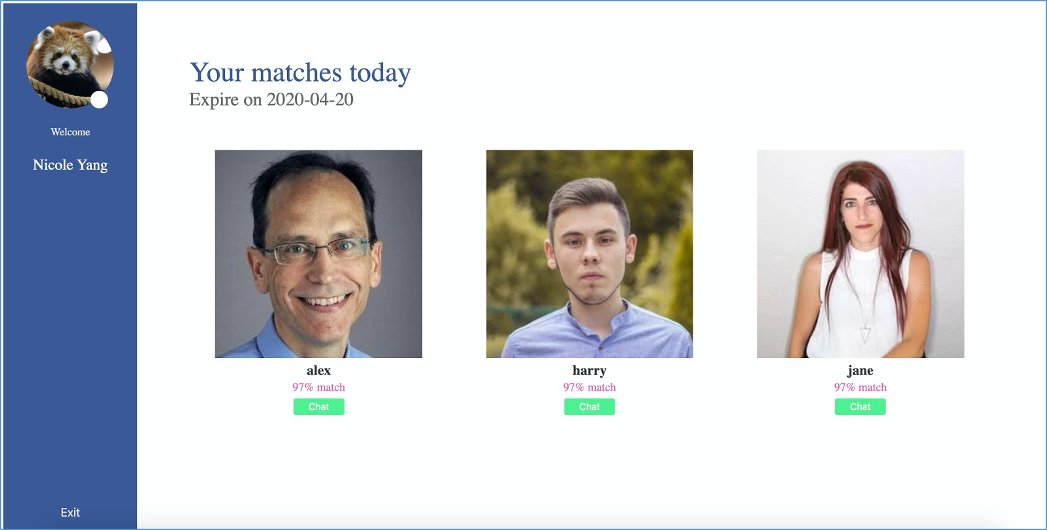 Welcome
Nicole Yang
Exit
Your matches today
Expire on 2020-04-20
alex
97% match
Chat
harry
97% match
Chat
jane
97% match
Chat